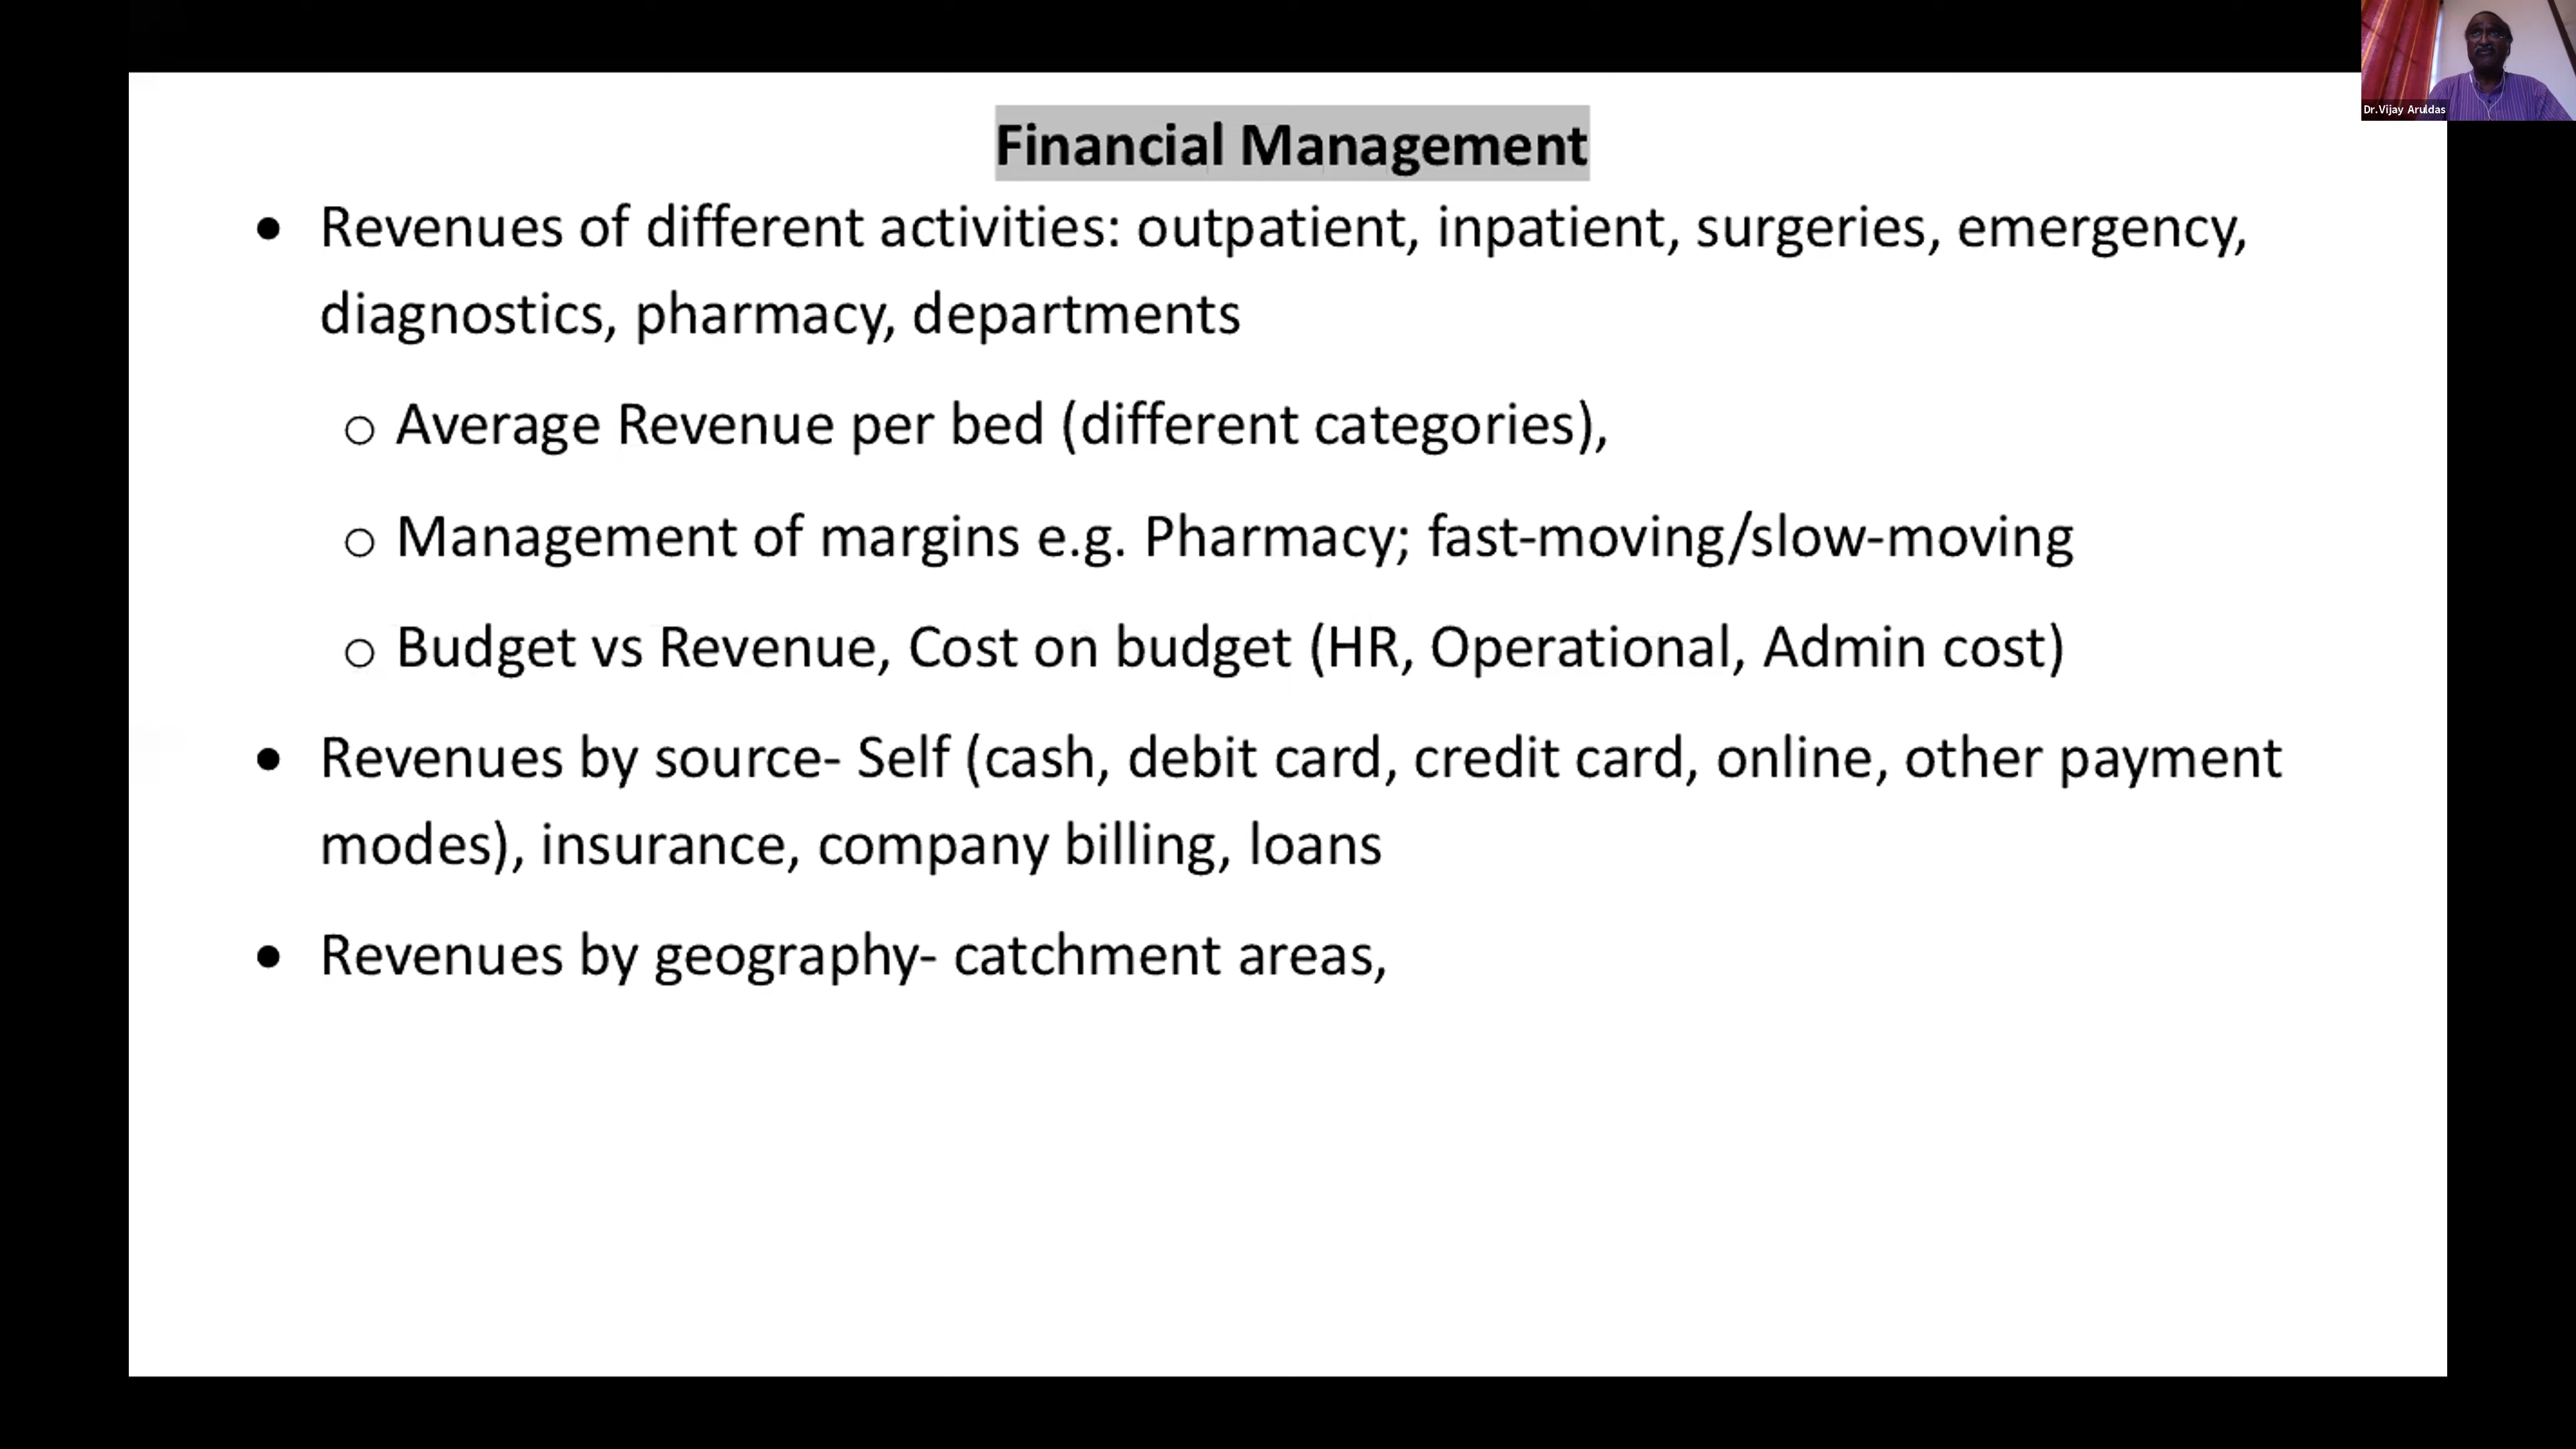 Dr.Vijay Aruldas
Financial Management
• Revenues of different activities: outpatient, inpatient, surgeries, emergency,
diagnostics, pharmacy, departments
o Average Revenue per bed (different categories),
o Management of margins e.g. Pharmacy; fast-moving/slow-moving
o Budget vs Revenue, Cost on budget (HR, Operational, Admin cost)
• Revenues by source- Self (cash, debit card, credit card, online, other payment
modes), insurance, company billing, loans
• Revenues by geography- catchment areas,